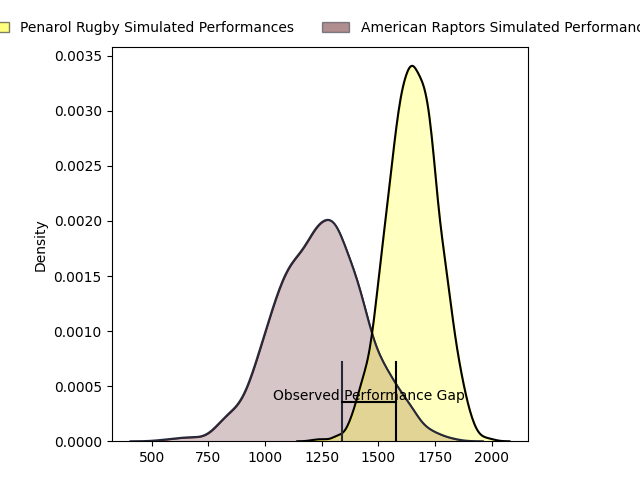 Penarol Rugby Simulated Performances
American Raptors Simulated
0.0035
0.0030
0.0025
0.0020
0.0015
0.0010
0.0005
0.0000
Density
Observed Performance Gap
500 750 1000 1250 1500 1750 2000